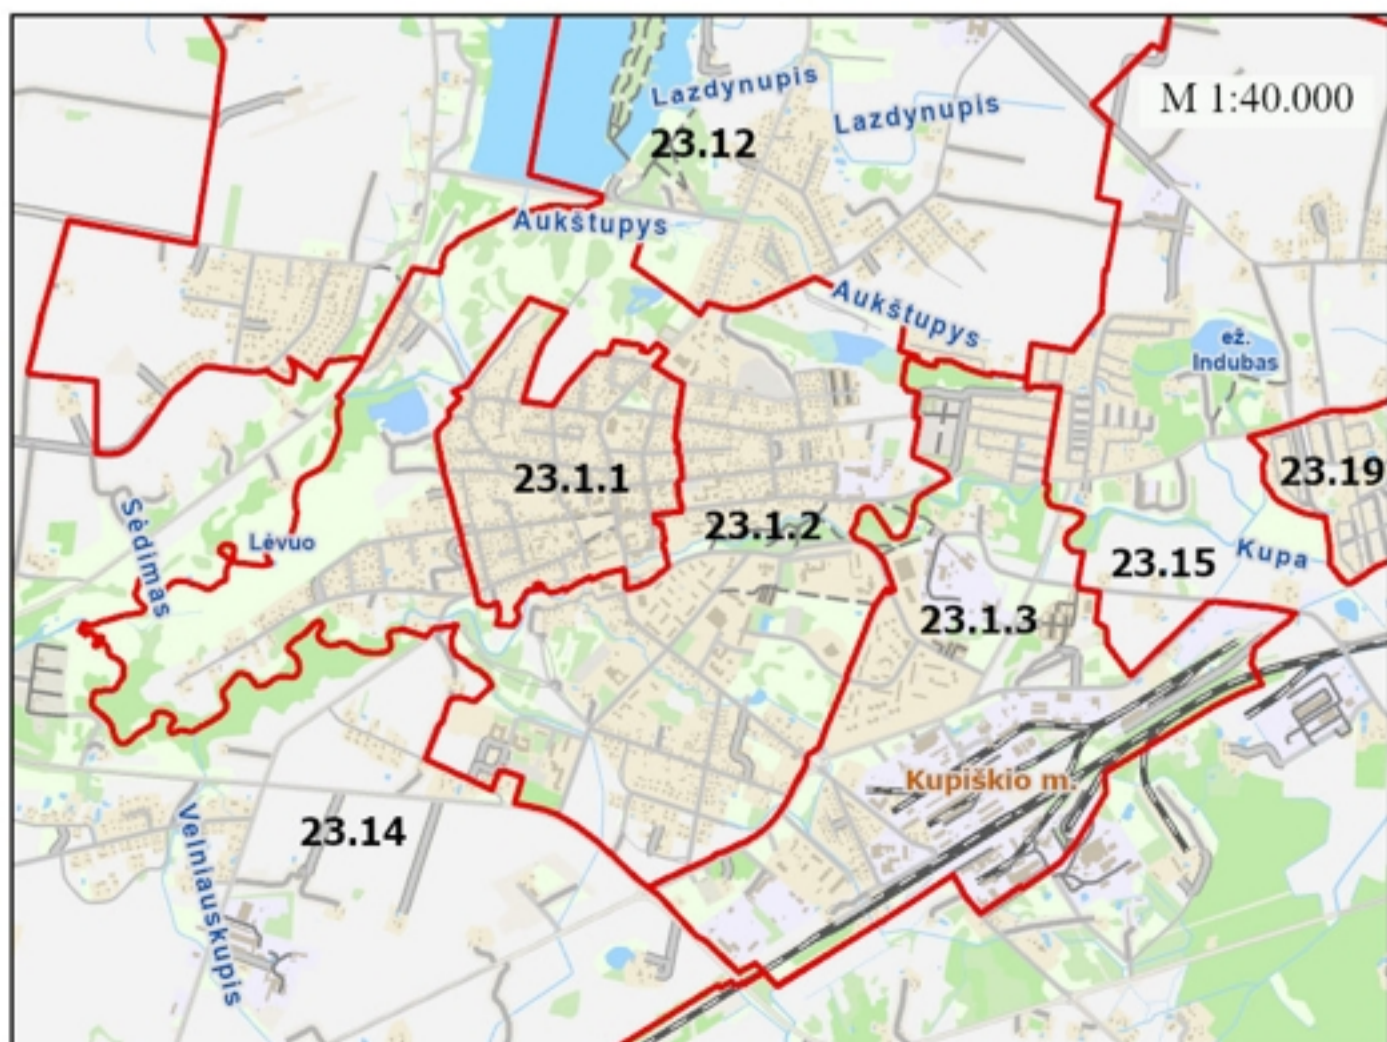 Lazdynupis
M 1:40.000
Lazdynupis
23.12
Aukštupys
Aukštupys
ež.
Indubas
23.19
23.1.1
23.1.2
Sėdimas
Lėvuo
Kupa
23.15
23.1.3
Kupiškio m.
23.14
Velniauskupis